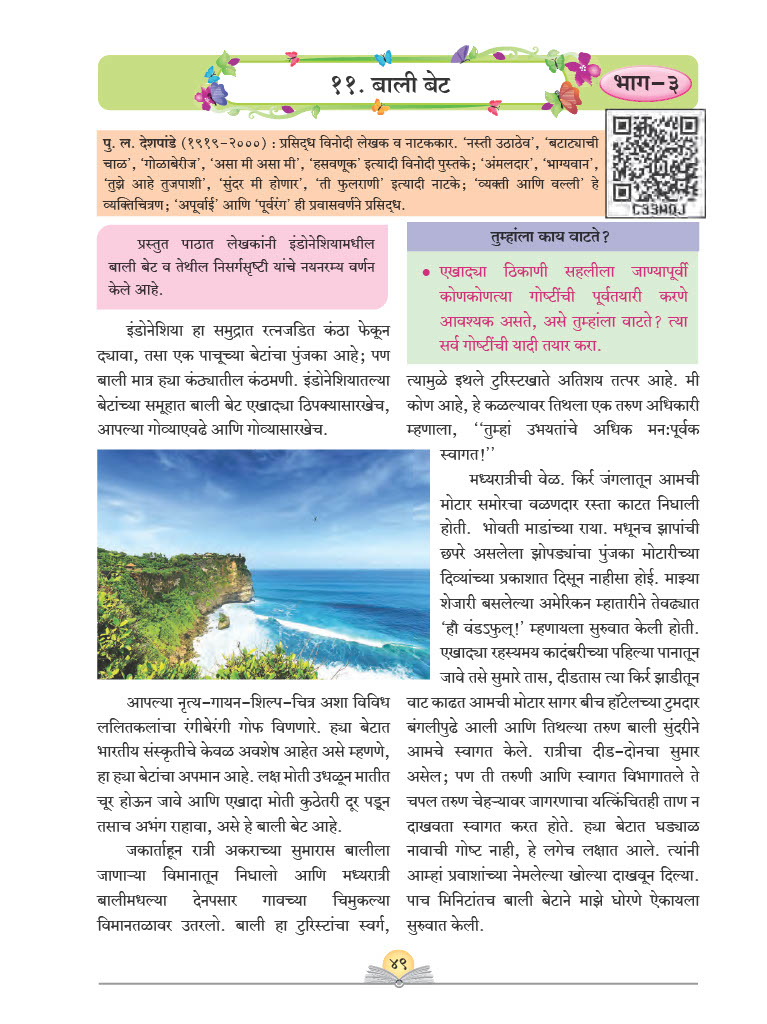 ११. बाली बेट
भाग-३
पु. ल. देशपांडे (१९१९-२०००) : प्रसिद्ध विनोदी लेखक व नाटककार. ‘नस्ती उठाठेव’, ‘बटाट्याची
चाळ’, ‘गोळाबेरीज’, ‘असा मी असा मी’, ‘हसवणूक’ इत्यादी विनोदी पुस्तके; ‘अंमलदार’, ‘भाग्यवान’,
‘तुझे आहे तुजपाशी’, ‘सुंदर मी होणार’, ‘ती फुलराणी’ इत्यादी नाटके; ‘व्यक्ती आणि वल्ली’ हे
व्यक्तिचित्रण; ‘अपूर्वाई’ आणि ‘पूर्वरंग’ ही प्रवासवर्णने प्रसिद्ध.
C33MQJ
प्रस्तुत पाठात लेखकांनी इंडोनेशियामधील
बाली बेट व तेथील निसर्गसृष्टी यांचे नयनरम्य वर्णन
केले आहे.
इंडोनेशिया हा समुद्रात रत्नजडित कंठा फेकून
द्यावा, तसा एक पाचूच्या बेटांचा पुंजका आहे; पण
बाली मात्र ह्या कंठ्यातील कंठमणी. इंडोनेशियातल्या
बेटांच्या समूहात बाली बेट एखाद्या ठिपक्यासारखेच,
आपल्या गोव्याएवढे आणि गोव्यासारखेच.
आपल्या नृत्य-गायन-शिल्प-चित्र अशा विविध
ललितकलांचा रंगीबेरंगी गोफ विणणारे. ह्या बेटात
भारतीय संस्कृतीचे केवळ अवशेष आहेत असे म्हणणे,
हा ह्या बेटांचा अपमान आहे. लक्ष मोती उधळून मातीत
चूर होऊन जावे आणि एखादा मोती कुठेतरी दूर पडून
तसाच अभंग राहावा, असे हे बाली बेट आहे.
जकार्ताहून रात्री अकराच्या सुमारास बालीला
जाणाऱ्या विमानातून निघालो आणि मध्यरात्री
बालीमधल्या देनपसार गावच्या चिमुकल्या
विमानतळावर उतरलो. बाली हा टुरिस्टांचा स्वर्ग,
तुम्हांला काय वाटते?
● एखाद्या ठिकाणी सहलीला जाण्यापूर्वी
कोणकोणत्या गोष्टींची पूर्वतयारी करणे
आवश्यक असते, असे तुम्हांला वाटते? त्या
सर्व गोष्टींची यादी तयार करा.
त्यामुळे इथले टुरिस्टखाते अतिशय तत्पर आहे. मी
कोण आहे, हे कळल्यावर तिथला एक तरुण अधिकारी
म्हणाला, ‘‘तुम्हां उभयतांचे अधिक मन:पूर्वक
स्वागत!’’
मध्यरात्रीची वेळ. किर्र जंगलातून आमची
मोटार समोरचा वळणदार रस्ता काटत निघाली
होती. भोवती माडांच्या राया. मधूनच झापांची
छपरे असलेला झोपड्यांचा पुंजका मोटारीच्या
दिव्यांच्या प्रकाशात दिसून नाहीसा होई. माझ्या
शेजारी बसलेल्या अमेरिकन म्हातारीने तेवढ्यात
‘हौ वंडऽफुल्!’ म्हणायला सुरुवात केली होती.
एखाद्या रहस्यमय कादंबरीच्या पहिल्या पानातून
जावे तसे सुमारे तास, दीडतास त्या किर्र झाडीतून
वाट काढत आमची मोटार सागर बीच हॉटेलच्या टुमदार
बंगलीपुढे आली आणि तिथल्या तरुण बाली सुंदरीने
आमचे स्वागत केले. रात्रीचा दीड-दोनचा सुमार
असेल; पण ती तरुणी आणि स्वागत विभागातले ते
चपल तरुण चेहऱ्यावर जागरणाचा यत्किंचितही ताण न
दाखवता स्वागत करत होते. ह्या बेटात घड्याळ
नावाची गोष्ट नाही, हे लगेच लक्षात आले. त्यांनी
आम्हां प्रवाशांच्या नेमलेल्या खोल्या दाखवून दिल्या.
पाच मिनिटांतच बाली बेटाने माझे घोरणे ऐकायला
सुरुवात केली.
४९